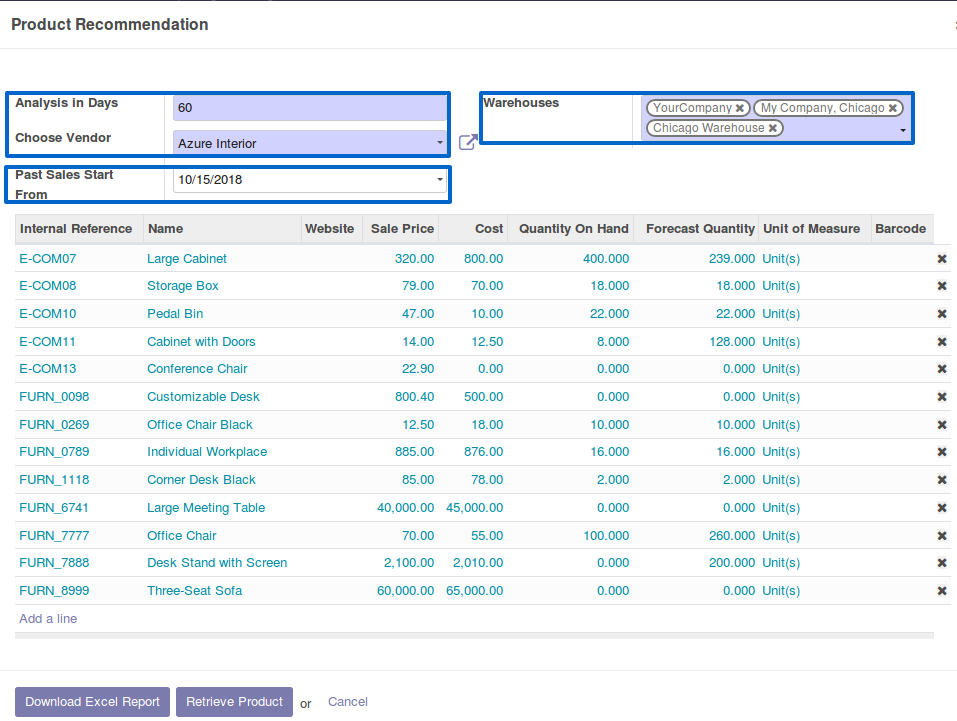 Product Recommendation
Analysis in Days 60
Choose Vendor Azure Interior
Warehouses YourCompany ✖ My Company, Chicago ✖
Chicago Warehouse ✖
Past Sales Start From 10/15/2018
Internal Reference Name Website Sale Price Cost Quantity On Hand Forecast Quantity Unit of Measure Barcode
E-COM07 Large Cabinet 320.00 800.00 400.000 239.000 Unit(s) ✖
E-COM08 Storage Box 79.00 70.00 18.000 18.000 Unit(s) ✖
E-COM10 Pedal Bin 47.00 10.00 22.000 22.000 Unit(s) ✖
E-COM11 Cabinet with Doors 14.00 12.50 8.000 128.000 Unit(s) ✖
E-COM13 Conference Chair 22.90 0.00 0.000 0.000 Unit(s) ✖
FURN_0098 Customizable Desk 800.40 500.00 0.000 0.000 Unit(s) ✖
FURN_0269 Office Chair Black 12.50 18.00 10.000 10.000 Unit(s) ✖
FURN_0789 Individual Workplace 885.00 876.00 16.000 16.000 Unit(s) ✖
FURN_1118 Corner Desk Black 85.00 78.00 2.000 2.000 Unit(s) ✖
FURN_6741 Large Meeting Table 40,000.00 45,000.00 0.000 0.000 Unit(s) ✖
FURN_7777 Office Chair 70.00 55.00 100.000 260.000 Unit(s) ✖
FURN_7888 Desk Stand with Screen 2,100.00 2,010.00 0.000 200.000 Unit(s) ✖
FURN_8999 Three-Seat Sofa 60,000.00 65,000.00 0.000 0.000 Unit(s) ✖
Add a line
Download Excel Report Retrieve Product or Cancel